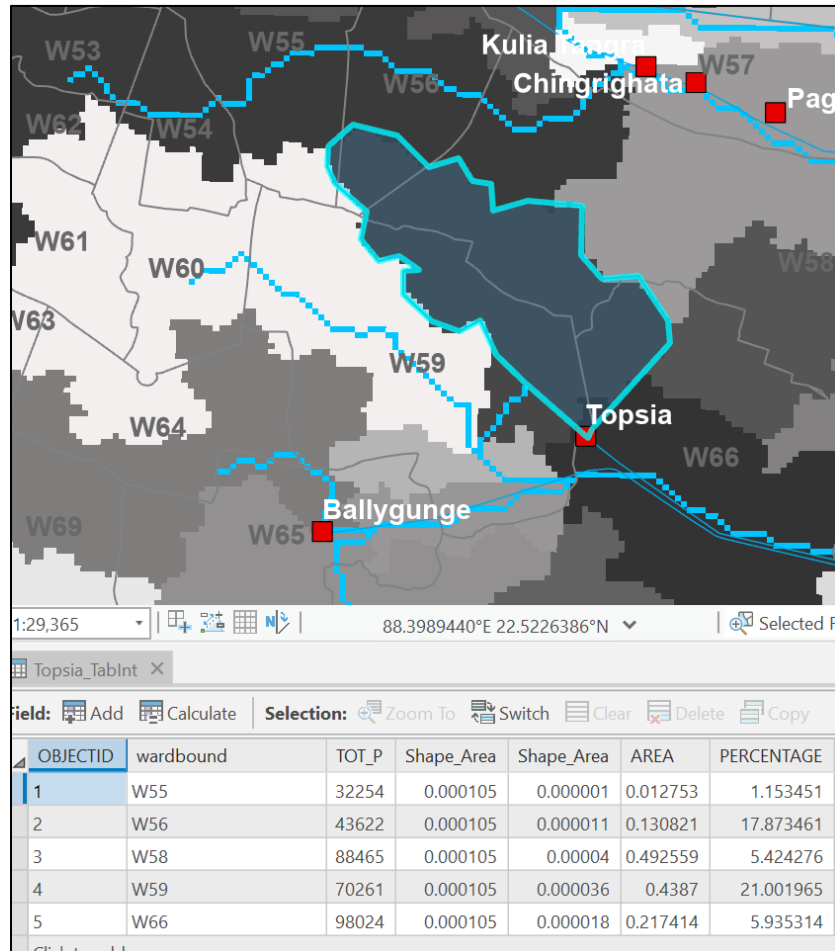 Kulia Tangra
W53
W55
W56
W57
Chingrighata
Pag
W62
W54
W61
W60
W58
W63
W59
W64
Topsia
W66
Ballygunge
W69
W65
1:29,365
88.3989440°E 22.5226386°N
Selected F
Topsia_TabInt
Field: Add Calculate Selection: Zoom To Switch Clear Delete Copy
OBJECTID wardbound TOT_P Shape_Area Shape_Area AREA PERCENTAGE
1 W55 32254 0.000105 0.000001 0.012753 1.153451
2 W56 43622 0.000105 0.000011 0.130821 17.873461
3 W58 88465 0.000105 0.00004 0.492559 5.424276
4 W59 70261 0.000105 0.000036 0.4387 21.001965
5 W66 98024 0.000105 0.000018 0.217414 5.935314